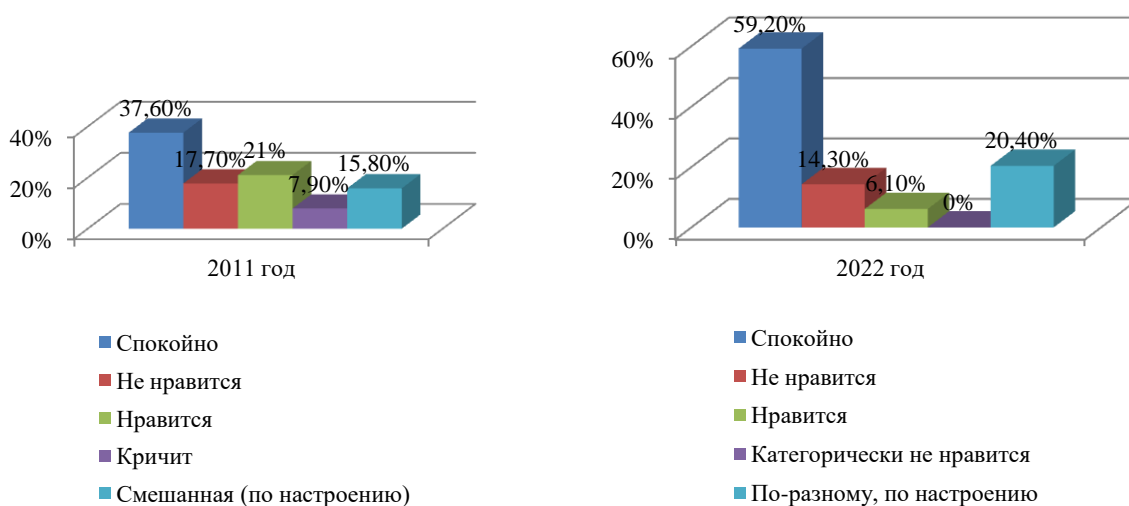 37,60%
17,70%
21%
7,90%
15,80%
40%
20%
0%
2011 год
Спокойно
Не нравится
Нравится
Кричит
Смешанная (по настроению)
59,20%
14,30%
6,10%
0%
20,40%
60%
40%
20%
0%
2022 год
Спокойно
Не нравится
Нравится
Категорически не нравится
По-разному, по настроению